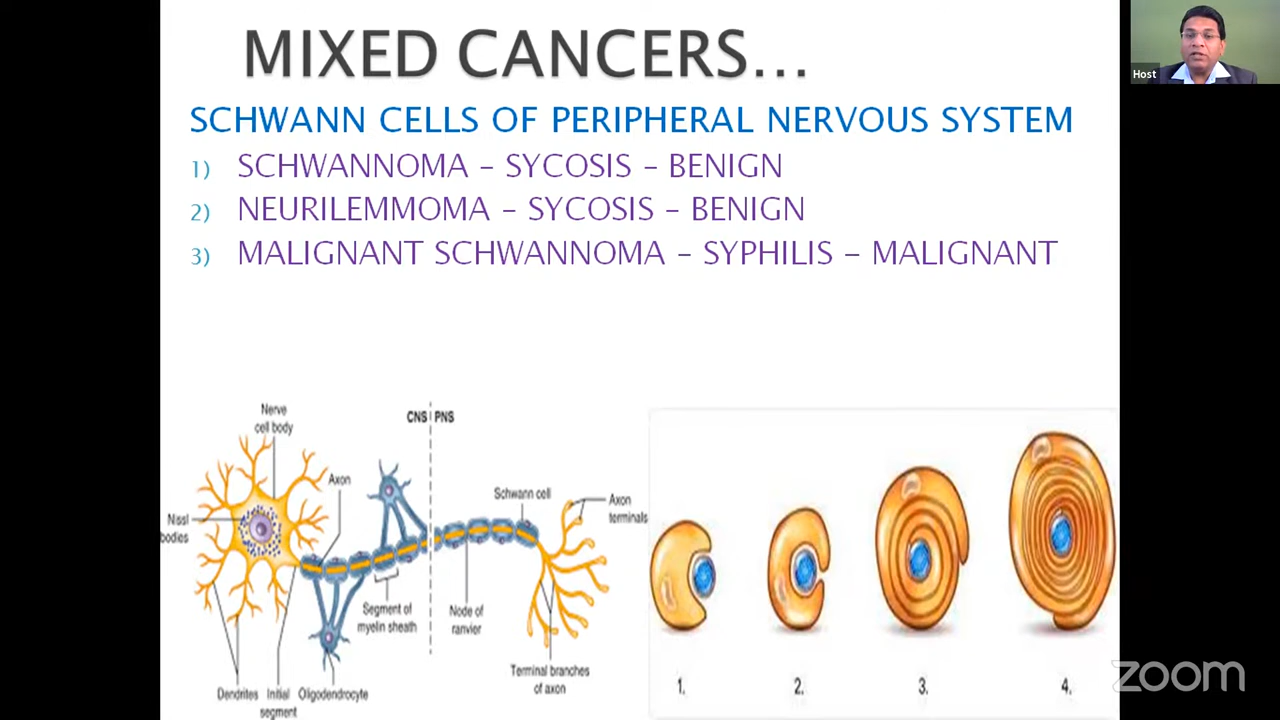 MIXED CANCERS...
Host
SCHWANN CELLS OF PERIPHERAL NERVOUS SYSTEM
1) SCHWANNOMA – SYCOSIS – BENIGN
2) NEURILEMMOMA – SYCOSIS – BENIGN
3) MALIGNANT SCHWANNOMA – SYPHILIS – MALIGNANT
Nerve
cell body
CNS
PNS
Axon
Schwann cell
Axon
terminals
Nissl
bodies
Segment of
myelin sheath
Node of
ranvier
Terminal branches
of axon
Dendrites
Initial
segment
Oligodendrocyte
1.
2.
3.
4.
zoom